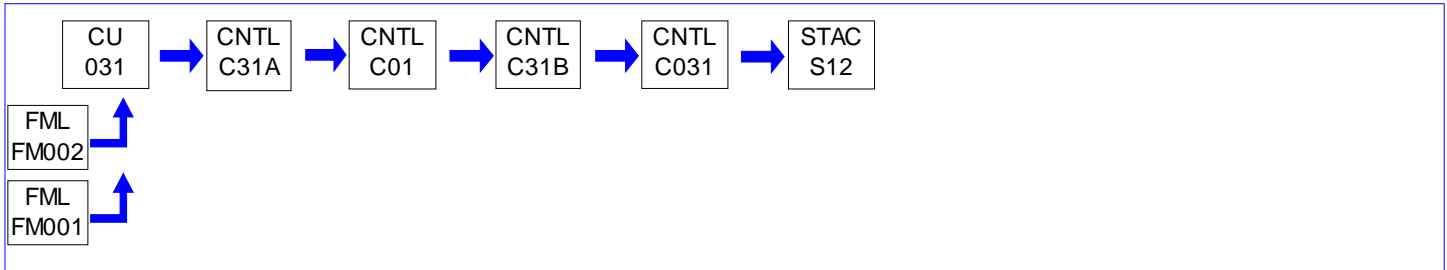 CU
031
CNTL
C31A
CNTL
C01
CNTL
C31B
CNTL
C031
STAC
S12
FML
FM002
FML
FM001